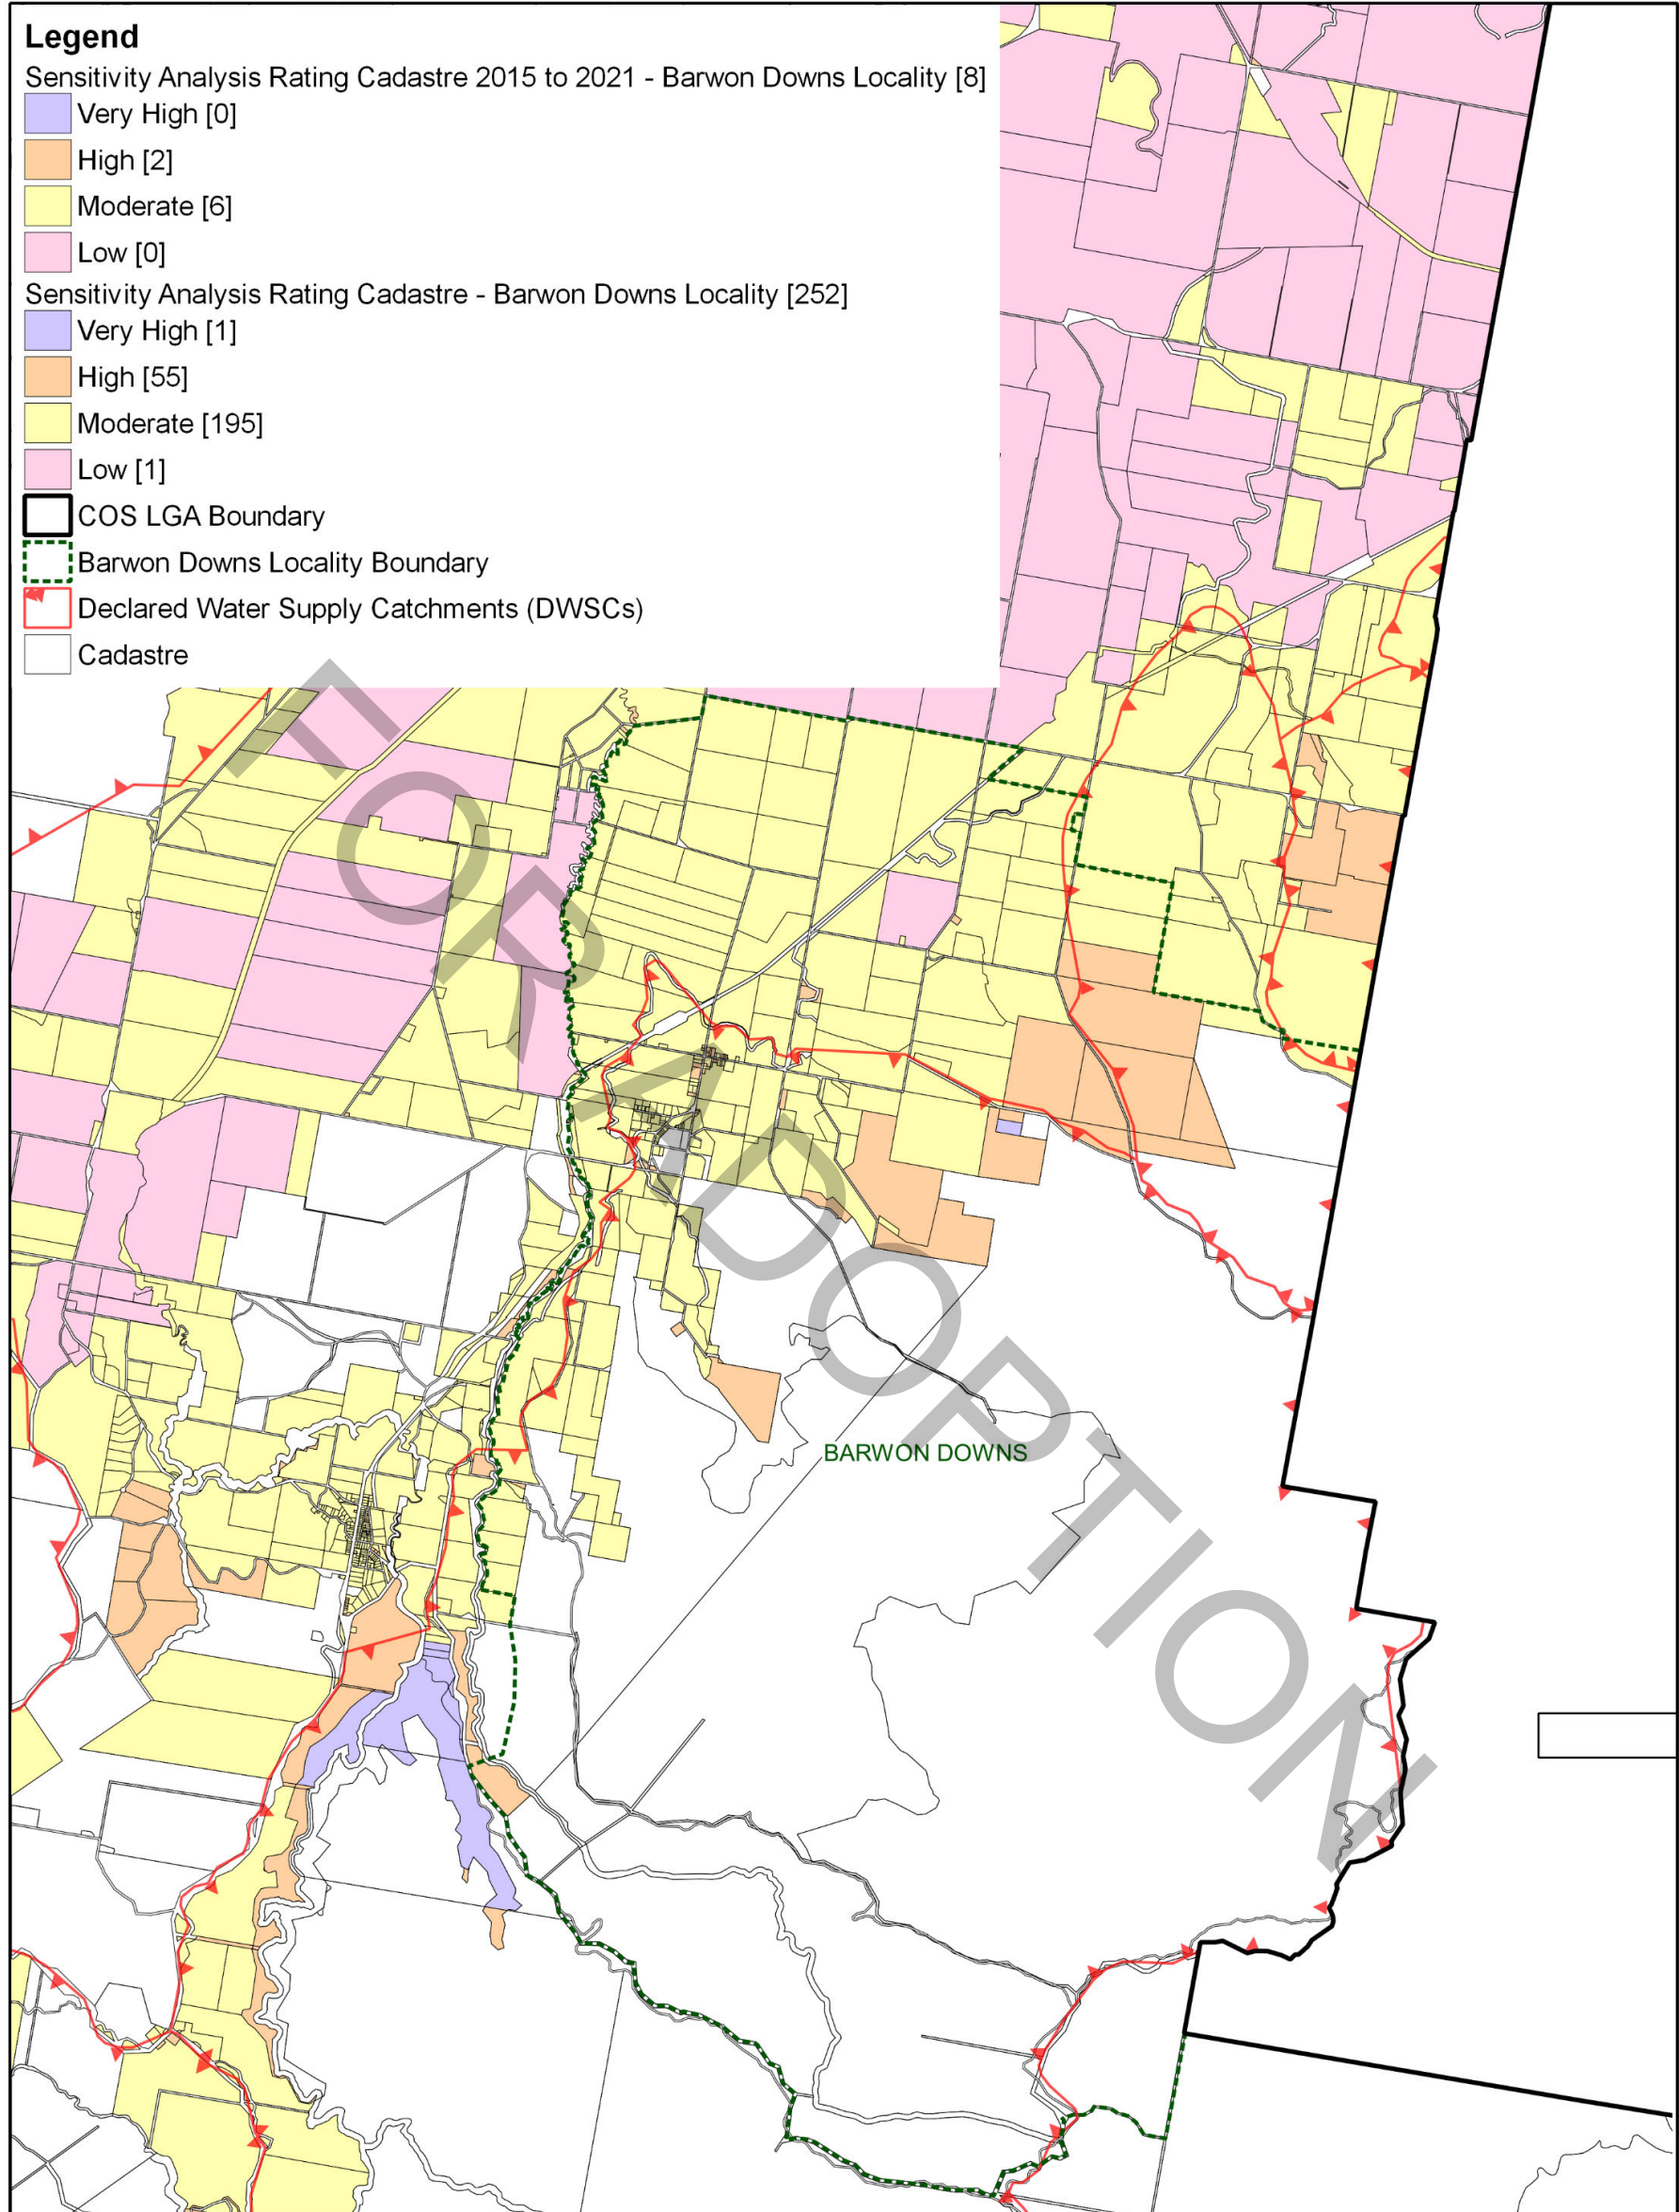 Legend
Sensitivity Analysis Rating Cadastre 2015 to 2021 - Barwon Downs Locality [8]
Very High [0]
High [2]
Moderate [6]
Low [0]
Sensitivity Analysis Rating Cadastre - Barwon Downs Locality [252]
Very High [1]
High [55]
Moderate [195]
Low [1]
COS LGA Boundary
Barwon Downs Locality Boundary
Declared Water Supply Catchments (DWSCs)
Cadastre
FOR ADOPTION
BARWON DOWNS